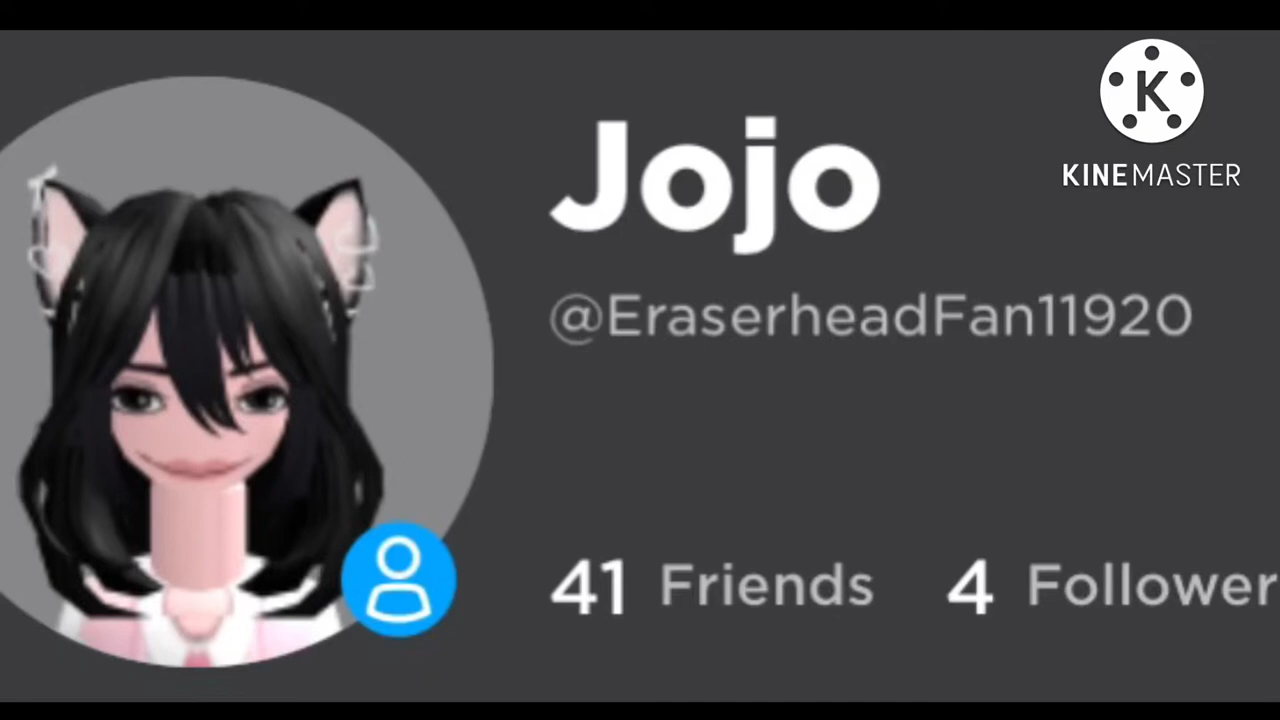 Jojo
K
KINEMASTER
@EraserheadFan11920
41 Friends 4 Follower